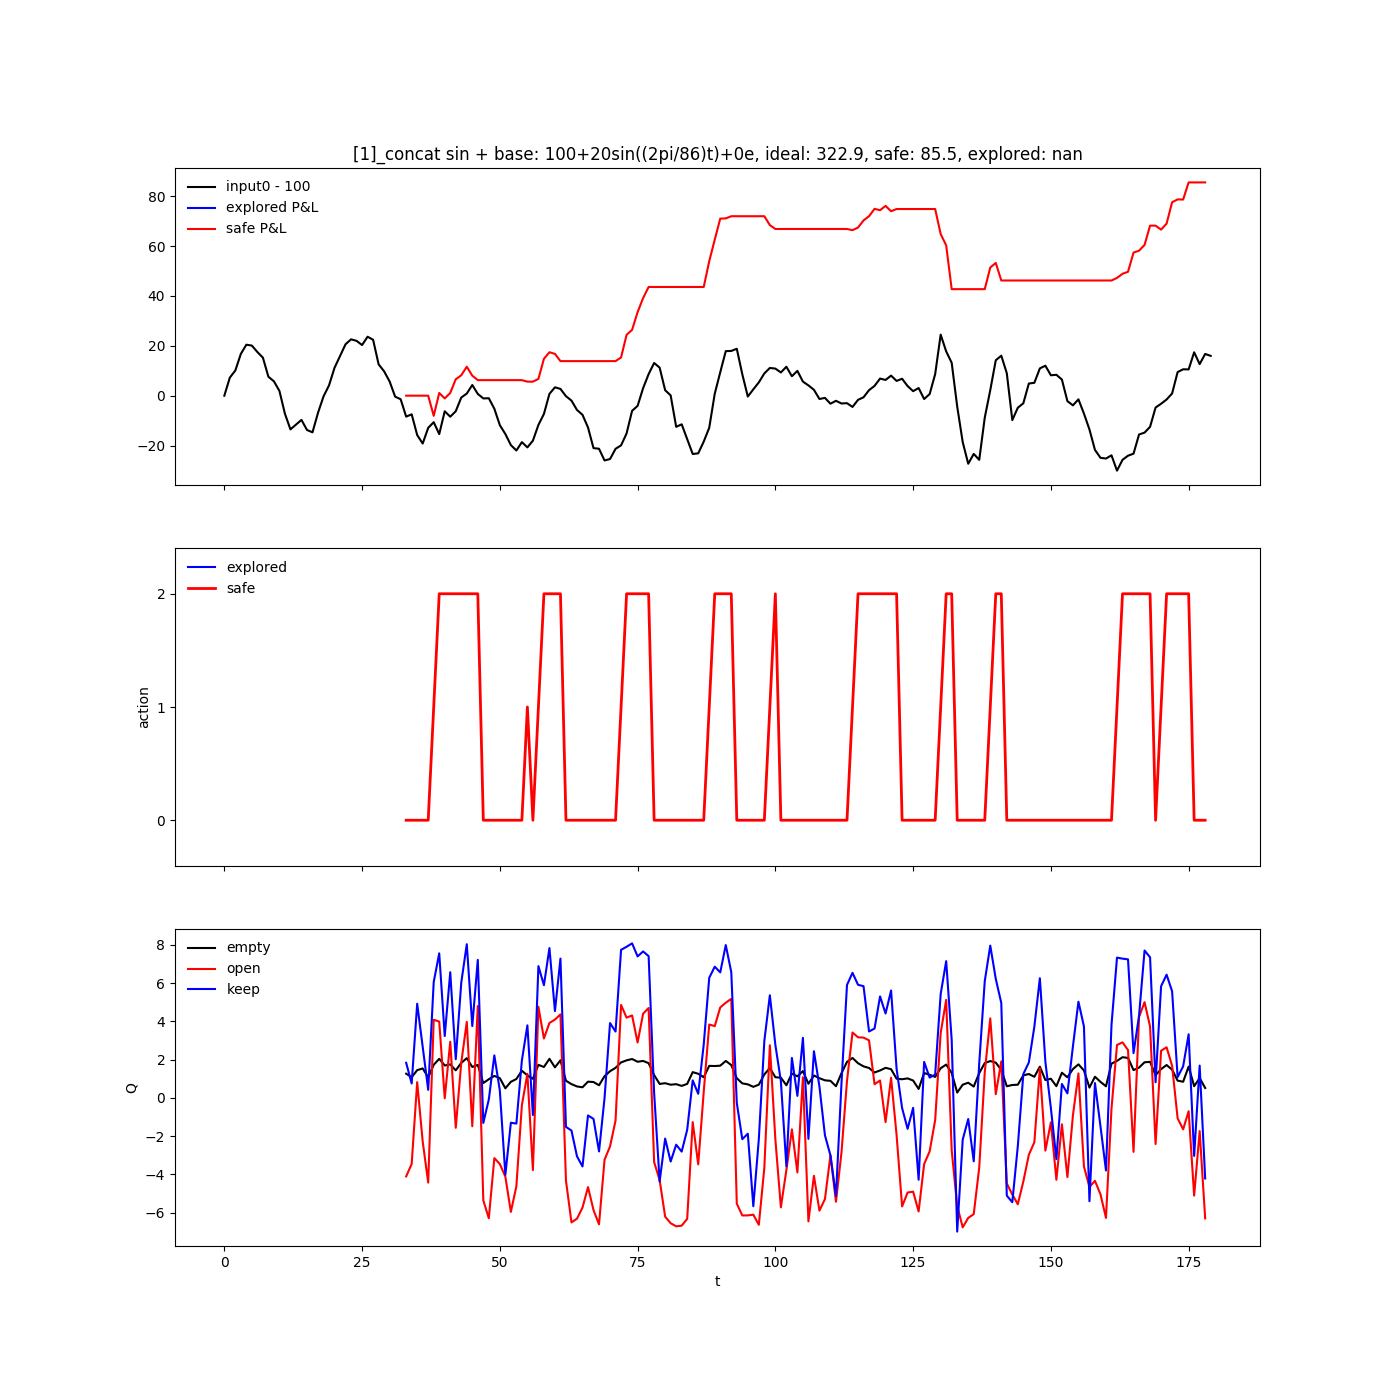 [1]_concat sin + base: 100+20sin((2pi/86)t)+0e, ideal: 322.9, safe: 85.5, explored: nan
input0 - 100
explored P&L
safe P&L
80
60
40
20
0
−20
explored
safe
2
1
0
action
empty
open
keep
8
6
4
2
0
−2
−4
−6
Q
0 25 50 75 100 125 150 175
t